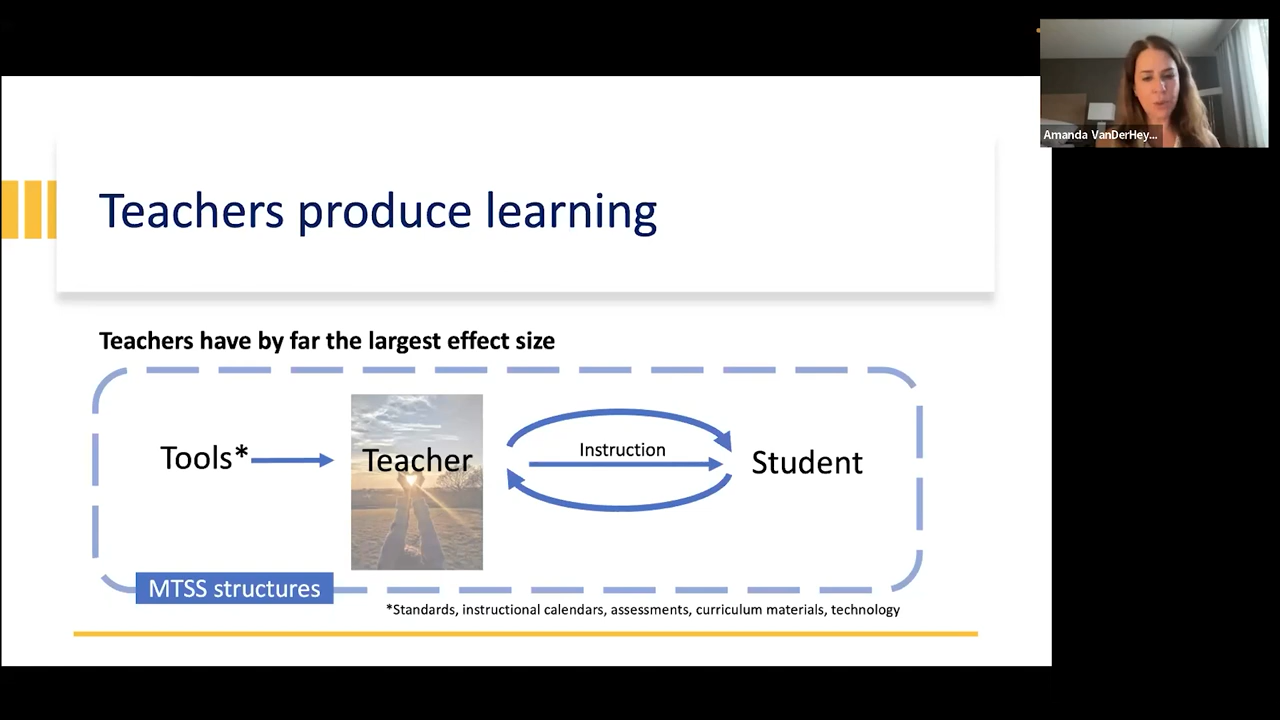 Amanda VanDerHey...
Teachers produce learning
Teachers have by far the largest effect size
Tools*
Teacher
Instruction
Student
MTSS structures
*Standards, instructional calendars, assessments, curriculum materials, technology